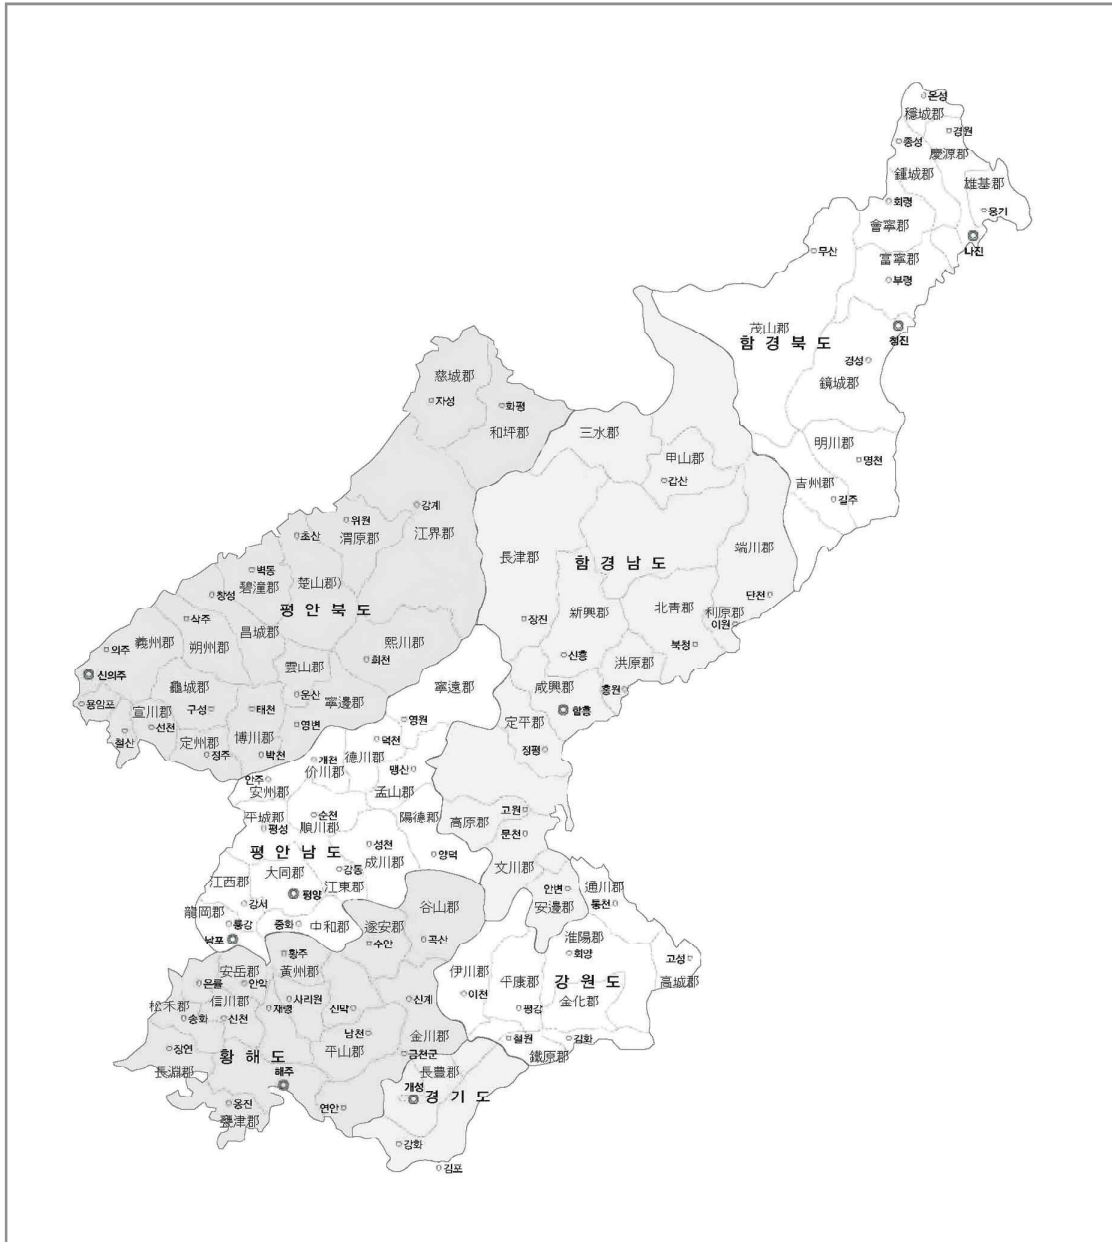 온성
穩城郡
경원
종성
慶源郡
鍾城郡
雄基郡
회령
웅기
會寧郡
나진
무산
富寧郡
부령
茂山郡
청진
함경북도
경성
鏡城郡
慈城郡
자성
화평
和坪郡
三水郡
明川郡
甲山郡
명천
갑산
吉州郡
길주
강계
위원
渭原郡
江界郡
초산
長津郡
端川郡
함경남도
벽동
碧潼郡
楚山郡)
창성
단천
평안북도
新興郡
北靑郡
利原郡
이원
삭주
장진
昌城郡
義州郡
朔州郡
熙川郡
의주
북청
희천
신흥
洪原郡
雲山郡
신의주
寧遠郡
咸興郡
龜城郡
운산
寧邊郡
홍원
용암포
宣川郡
구성
태천
함흥
영원
定平郡
선천
영변
철산
定州郡
博川郡
덕천
정평
정주
박천
개천
德川郡
价川郡
맹산
안주
安州郡
孟山郡
고원
平城郡
순천
陽德郡
高原郡
평성
順川郡
문천
성천
평안남도
양덕
成川郡
강동
文川郡
大同郡
江西郡
江東郡
안변
通川郡
평양
통천
강서
谷山郡
安邊郡
龍岡郡
룡강
중화
中和郡
遂安郡
남포
수안
곡산
淮陽郡
황주
회양
고성
安岳郡
黃州郡
伊川郡
平康郡
강원도
高城郡
은률
안악
이천
信川郡
사리원
신계
金化郡
松禾郡
재령
신막
평강
송화
신천
남천
金川郡
철원
김화
장연
平山郡
금천군
鐵原郡
황해도
長淵郡
長豊郡
해주
개성
경기도
옹진
연안
甕津郡
강화
김포